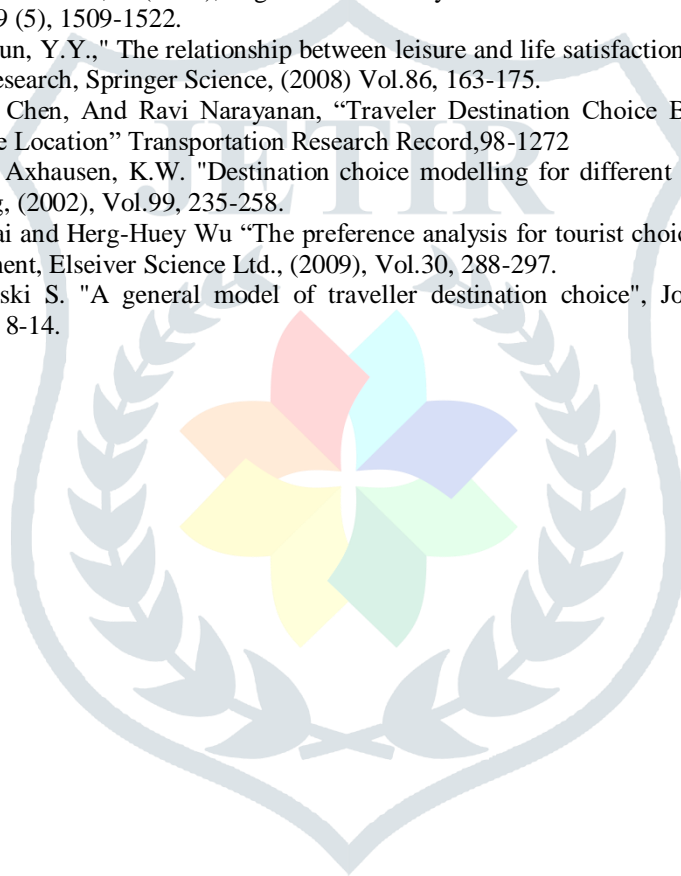 9 (5), 1509-1522.
un, Y.Y.," The relationship between leisure and life satisfaction
esearch, Springer Science, (2008) Vol.86, 163-175.
Chen, And Ravi Narayanan, “Traveler Destination Choice B
e Location” Transportation Research Record,98-1272
Axhausen, K.W. "Destination choice modelling for different
g, (2002), Vol.99, 235-258.
ai and Herg-Huey Wu “The preference analysis for tourist choic
ment, Elseiver Science Ltd., (2009), Vol.30, 288-297.
ski S. "A general model of traveller destination choice", Jo
8-14.
JETIR